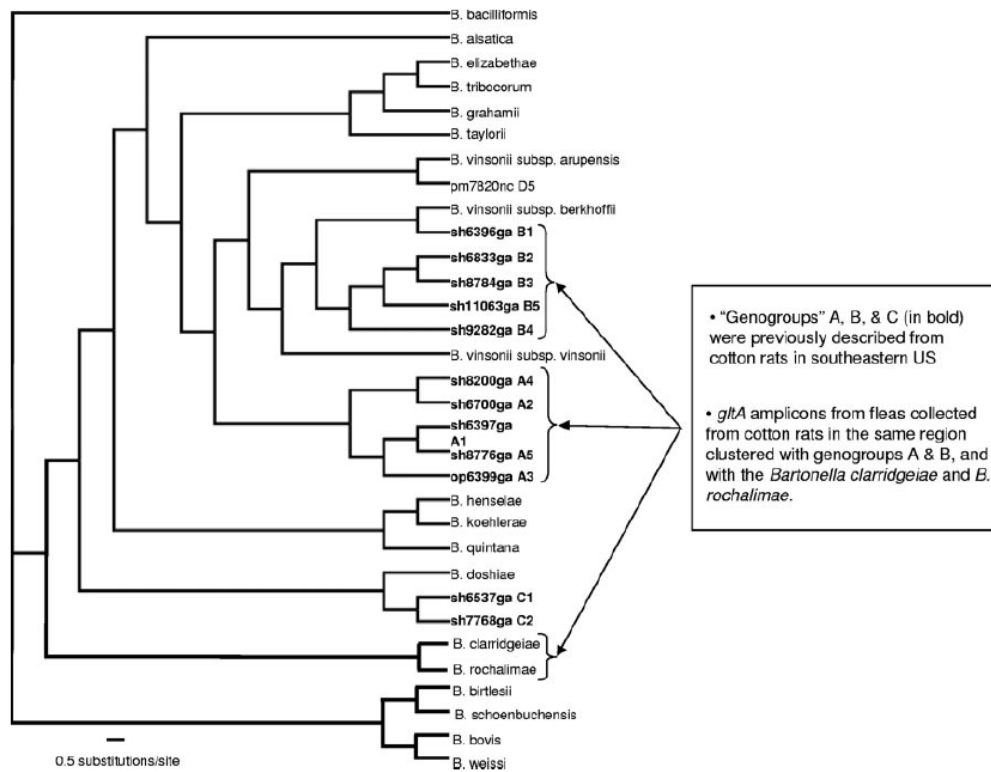 B. bacilliformis
B. alsatica
B. elizabethae
B. tribocorum
B. grahamii
B. taylorii
B. vinsonii subsp. arupensis
pm7820nc D5
B. vinsonii subsp. berkhoffii
sh6396ga B1
sh6833ga B2
sh8784ga B3
sh11063ga B5
sh9282ga B4
B. vinsonii subsp. vinsonii
sh8200ga A4
sh6700ga A2
sh6397ga
A1
sh8776ga A5
op6399ga A3
B. henselae
B. koehlerae
B. quintana
B. doshiae
sh6537ga C1
sh7768ga C2
B. clarridgeiae
B. rochalimae
B. birtlesii
B. schoenbuchensis
B. bovis
B. weissi
0.5 substitutions/site
• “Genogroups” A, B, & C (in bold)
were previously described from
cotton rats in southeastern US
• gltA amplicons from fleas collected
from cotton rats in the same region
clustered with genogroups A & B, and
with the Bartonella clarridgeiae and B.
rochalimae.